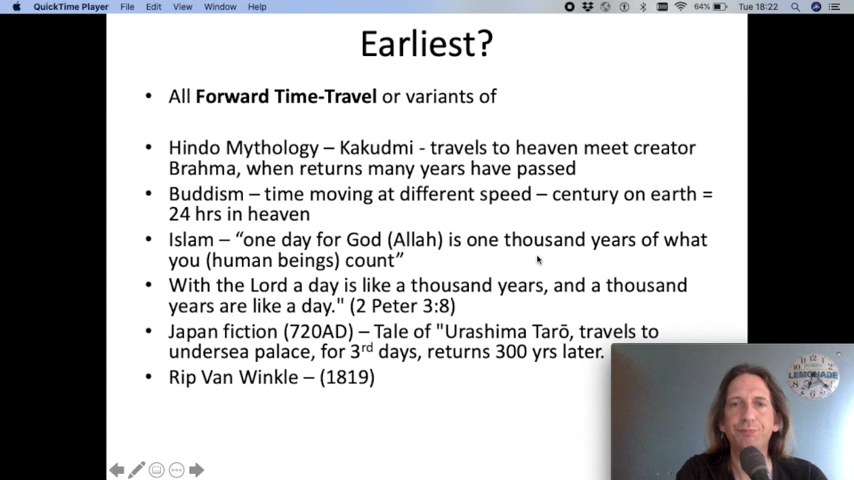 QuickTime Player File Edit View Window Help 64% Tue 18:22
Earliest?
• All Forward Time-Travel or variants of
• Hindo Mythology – Kakudmi - travels to heaven meet creator
Brahma, when returns many years have passed
• Buddism – time moving at different speed – century on earth =
24 hrs in heaven
• Islam – “one day for God (Allah) is one thousand years of what
you (human beings) count”
• With the Lord a day is like a thousand years, and a thousand
years are like a day." (2 Peter 3:8)
• Japan fiction (720AD) – Tale of "Urashima Tarō, travels to
undersea palace, for 3rd days, returns 300 yrs later.
• Rip Van Winkle – (1819)
LEMONADE